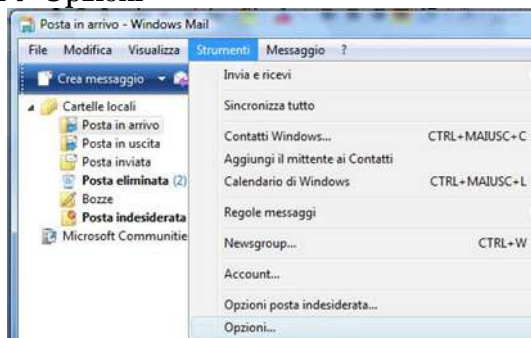 Opzioni
Posta in arrivo - Windows Mail
File Modifica Visualizza Strumenti Messaggio ?
Crea messaggio
Cartelle locali
Posta in arrivo
Posta in uscita
Posta inviata
Posta eliminata (2)
Bozze
Posta indesiderata
Microsoft Communitie
Invia e ricevi
Sincronizza tutto
Contatti Windows... CTRL+MAIUSC+C
Aggiungi il mittente ai Contatti
Calendario di Windows CTRL+MAIUSC+L
Regole messaggi
Newsgroup... CTRL+W
Account...
Opzioni posta indesiderata...
Opzioni...